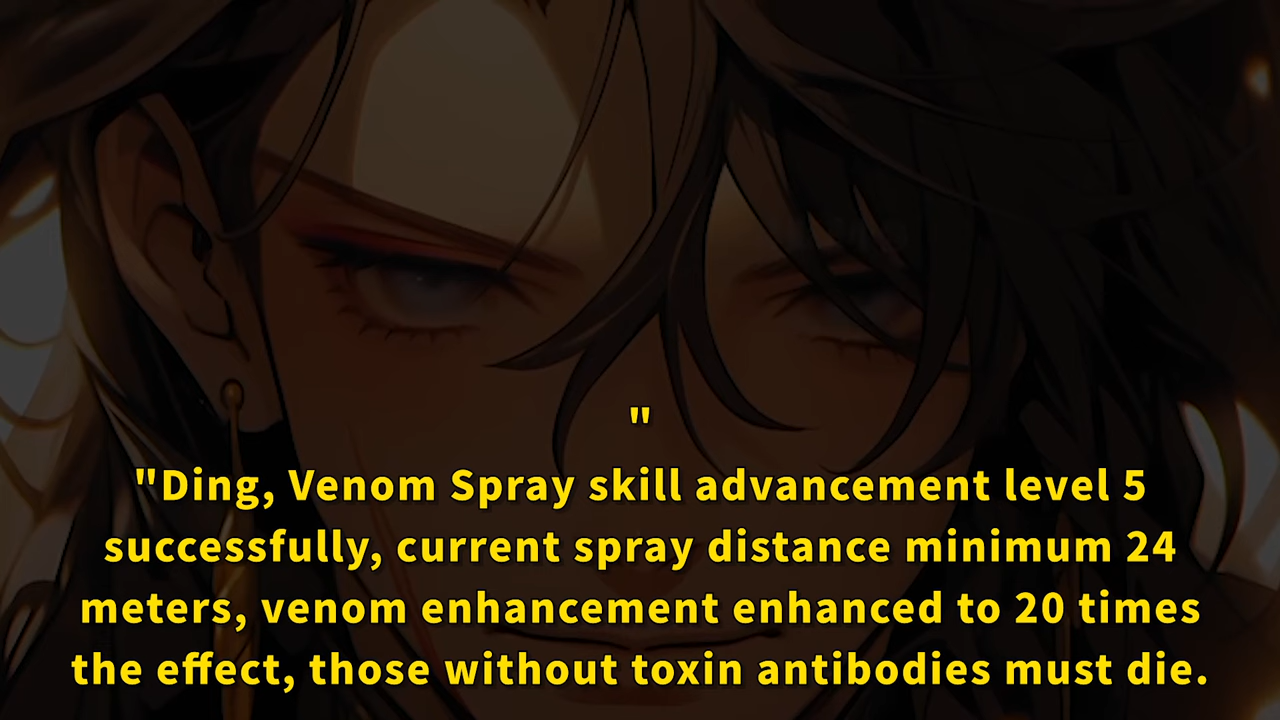 "
"Ding, Venom Spray skill advancement level 5
successfully, current spray distance minimum 24
meters, venom enhancement enhanced to 20 times
the effect, those without toxin antibodies must die.